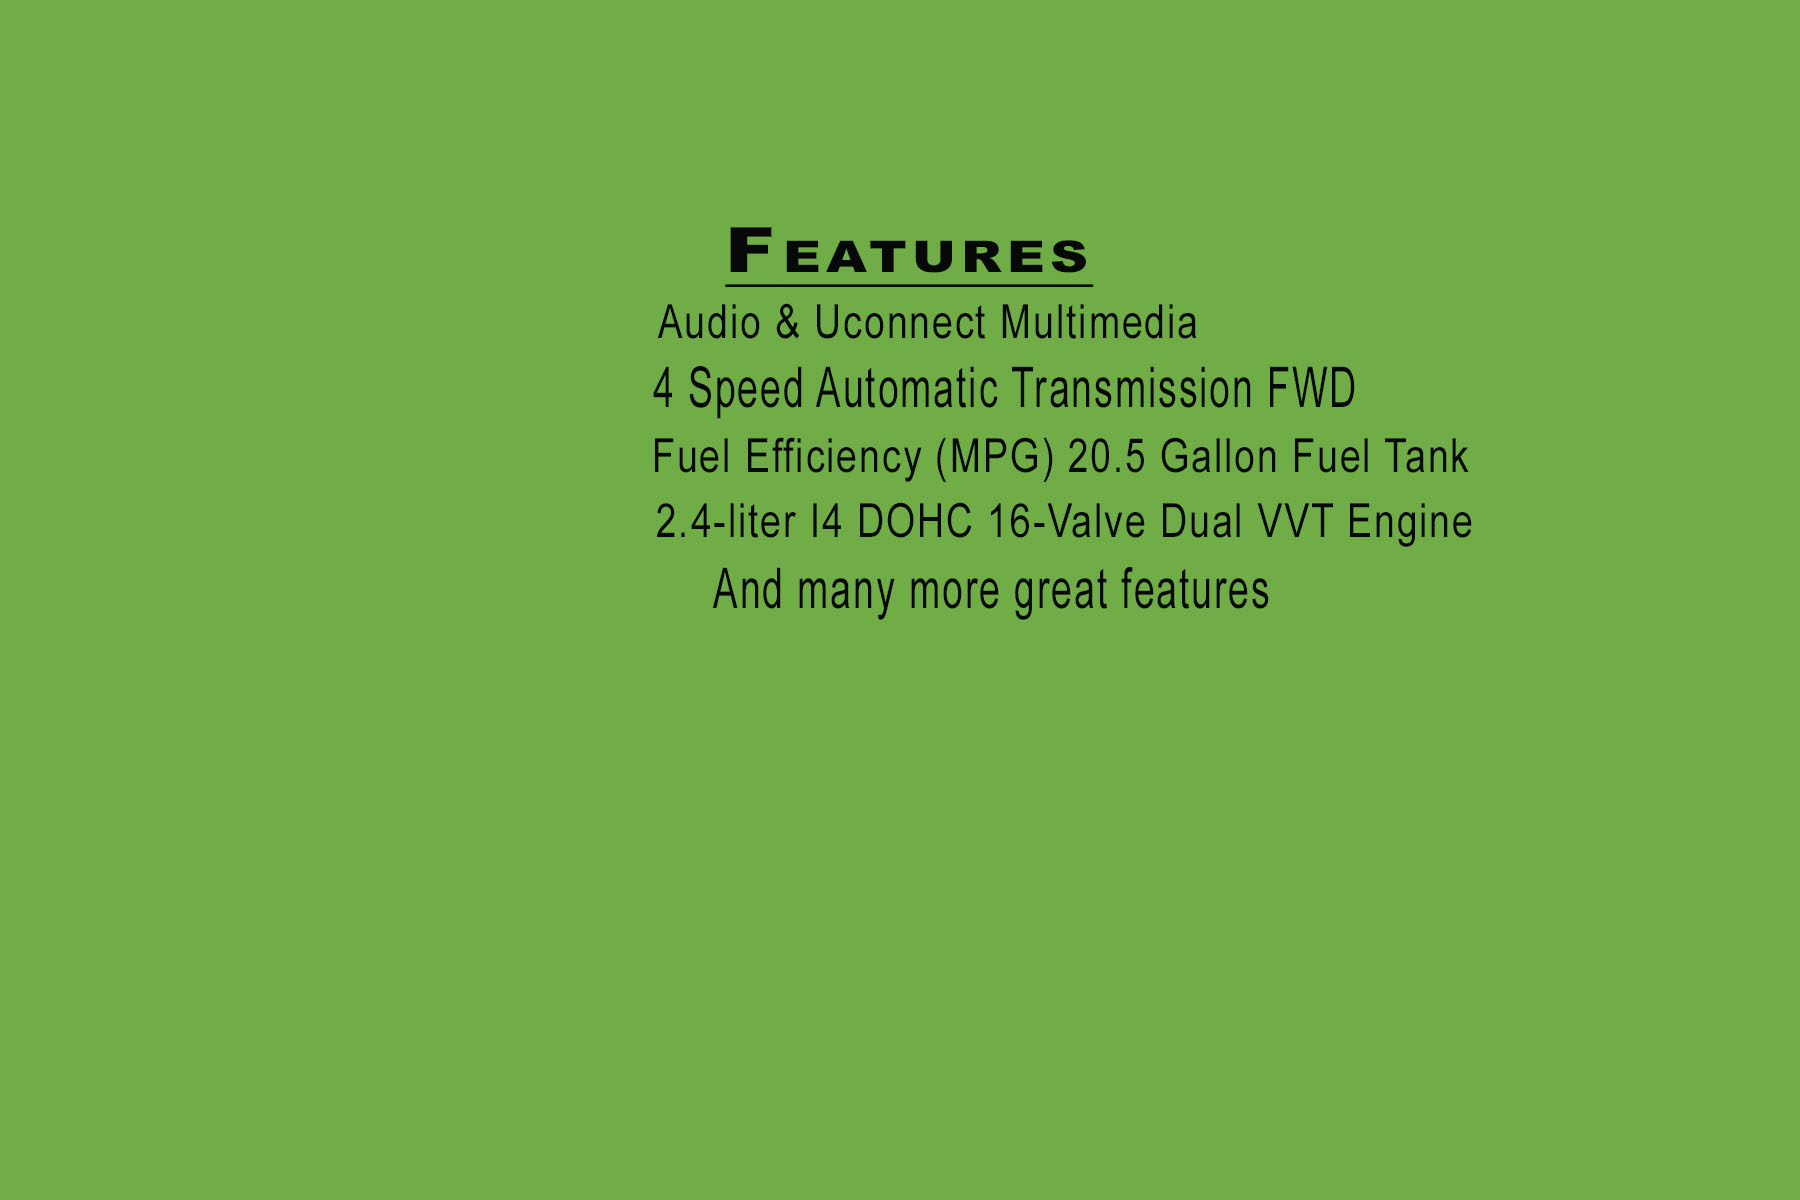 Features
Audio & Uconnect Multimedia
4 Speed Automatic Transmission FWD
Fuel Efficiency (MPG) 20.5 Gallon Fuel Tank
2.4-liter I4 DOHC 16-Valve Dual VVT Engine
And many more great features